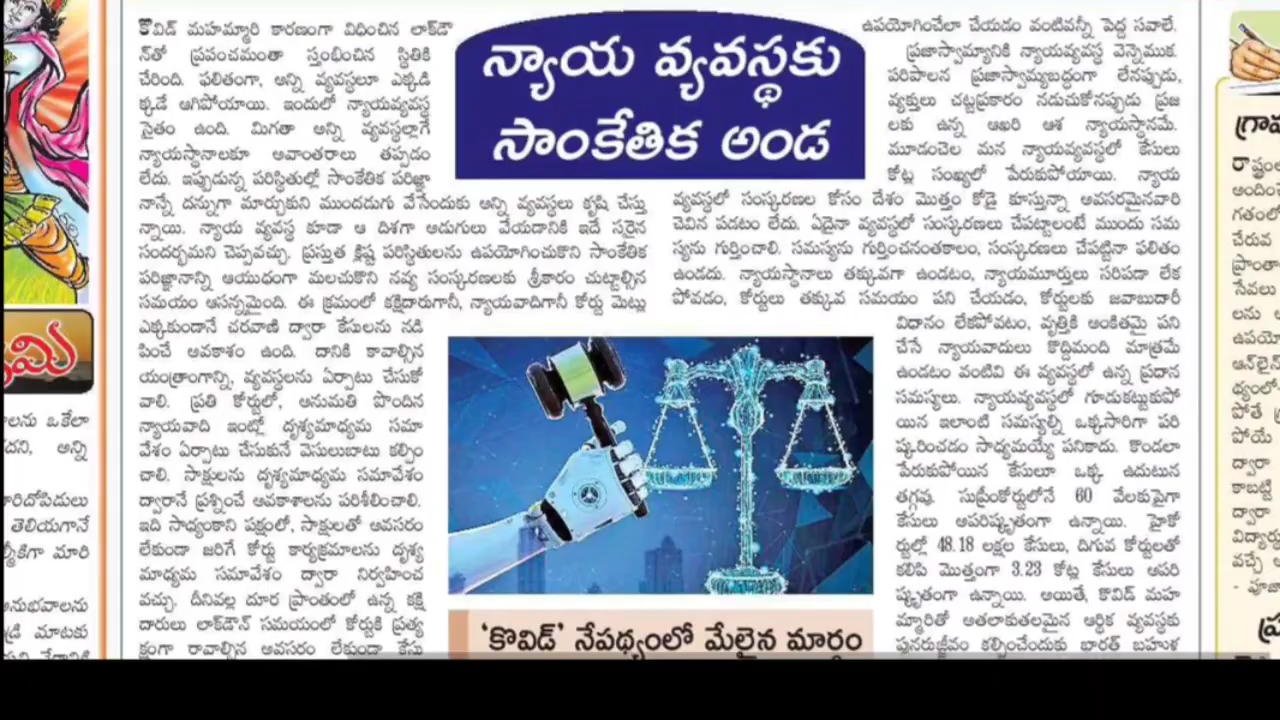 న్యాయ వ్యవస్థకు
సాంకేతిక అండ
కోవిడ్ మహమ్మారి కారణంగా విధించిన లాక్‌డౌ
న్‌తో ప్రపంచమంతా స్తంభించిన స్థితికి
చేరింది. ఫలితంగా, అన్ని వ్యవస్థలూ ఎక్కడి
క్కడే ఆగిపోయాయి. ఇందులో న్యాయవ్యవస్థ
సైతం ఉంది. మిగతా అన్ని వ్యవస్థల్లాగే
న్యాయస్థానాలకూ అవాంతరాలు తప్పడం
లేదు. ఇప్పుడున్న పరిస్థితుల్లో సాంకేతిక పరిజ్ఞా
నాన్నే దన్నుగా మార్చుకుని ముందడుగు వేసేందుకు అన్ని వ్యవస్థలు కృషి చేస్తు
న్నాయి. న్యాయ వ్యవస్థ కూడా ఆ దిశగా అడుగులు వేయడానికి ఇదే సరైన
సందర్భమని చెప్పవచ్చు. ప్రస్తుత క్లిష్ట పరిస్థితులను ఉపయోగించుకొని సాంకేతిక
పరిజ్ఞానాన్ని ఆయుధంగా మలచుకొని నవ్య సంస్కరణలకు శ్రీకారం చుట్టాల్సిన
సమయం ఆసన్నమైంది. ఈ క్రమంలో కక్షిదారుగానీ, న్యాయవాదిగానీ కోర్టు మెట్లు
ఎక్కకుండానే చరవాణి ద్వారా కేసులను నడి
పించే అవకాశం ఉంది. దానికి కావాల్సిన
యంత్రాంగాన్ని, వ్యవస్థలను ఏర్పాటు చేసుకో
వాలి. ప్రతి కోర్టులో, అనుమతి పొందిన
న్యాయవాది ఇంట్లో దృశ్యమాధ్యమ సమా
వేశం ఏర్పాటు చేసుకునే వెసులుబాటు కల్పిం
చాలి. సాక్షులను దృశ్యమాధ్యమ సమావేశం
ద్వారానే ప్రశ్నించే అవకాశాలను పరిశీలించాలి.
ఇది సాధ్యంకాని పక్షంలో, సాక్షులతో అవసరం
లేకుండా జరిగే కోర్టు కార్యక్రమాలను దృశ్య
మాధ్యమ సమావేశం ద్వారా నిర్వహించ
వచ్చు. దీనివల్ల దూర ప్రాంతంలో ఉన్న కక్షి
దారులు లాక్‌డౌన్ సమయంలో కోర్టుకి ప్రత్య
క్షంగా రావాల్సిన అవసరం లేకుండా కేసు
‘కొవిడ్’ నేపథ్యంలో మేలైన మార్గం
ఉపయోగించేలా చేయడం వంటివన్నీ పెద్ద సవాలే.
ప్రజాస్వామ్యానికి న్యాయవ్యవస్థ వెన్నెముక.
పరిపాలన ప్రజాస్వామ్యబద్ధంగా లేనప్పుడు,
వ్యక్తులు చట్టప్రకారం నడుచుకోనప్పుడు ప్రజ
లకు ఉన్న ఆఖరి ఆశ న్యాయస్థానమే.
మూడంచెల మన న్యాయవ్యవస్థలో కేసులు
కోట్ల సంఖ్యలో పేరుకుపోయాయి. న్యాయ
వ్యవస్థలో సంస్కరణల కోసం దేశం మొత్తం కోడై కూస్తున్నా అవసరమైనవారి
చెవిన పడటం లేదు. ఏదైనా వ్యవస్థలో సంస్కరణలు చేపట్టాలంటే ముందు సమ
స్యను గుర్తించాలి. సమస్యను గుర్తించనంతకాలం, సంస్కరణలు చేపట్టినా ఫలితం
ఉండదు. న్యాయస్థానాలు తక్కువగా ఉండటం, న్యాయమూర్తులు సరిపడా లేక
పోవడం, కోర్టులు తక్కువ సమయం పని చేయడం, కోర్టులకు జవాబుదారీ
విధానం లేకపోవటం, వృత్తికి అంకితమై పని
చేసే న్యాయవాదులు కొద్దిమంది మాత్రమే
ఉండటం వంటివి ఈ వ్యవస్థలో ఉన్న ప్రధాన
సమస్యలు. న్యాయవ్యవస్థలో గూడుకట్టుకుపో
యిన ఇలాంటి సమస్యల్ని ఒక్కసారిగా పరి
ష్కరించడం సాధ్యమయ్యే పనికాదు. కొండలా
పేరుకుపోయిన కేసులూ ఒక్క ఉదుటున
తగ్గవు. సుప్రీంకోర్టులోనే 60 వేలకుపైగా
కేసులు అపరిష్కృతంగా ఉన్నాయి. హైకో
ర్టుల్లో 48.18 లక్షల కేసులు, దిగువ కోర్టులతో
కలిపి మొత్తంగా 3.23 కోట్ల కేసులు అపరి
ష్కృతంగా ఉన్నాయి. అయితే, కొవిడ్ మహ
మ్మారితో అతలాకుతలమైన ఆర్థిక వ్యవస్థకు
పునరుజ్జీవం కల్పించేందుకు భారత్ బహుళ